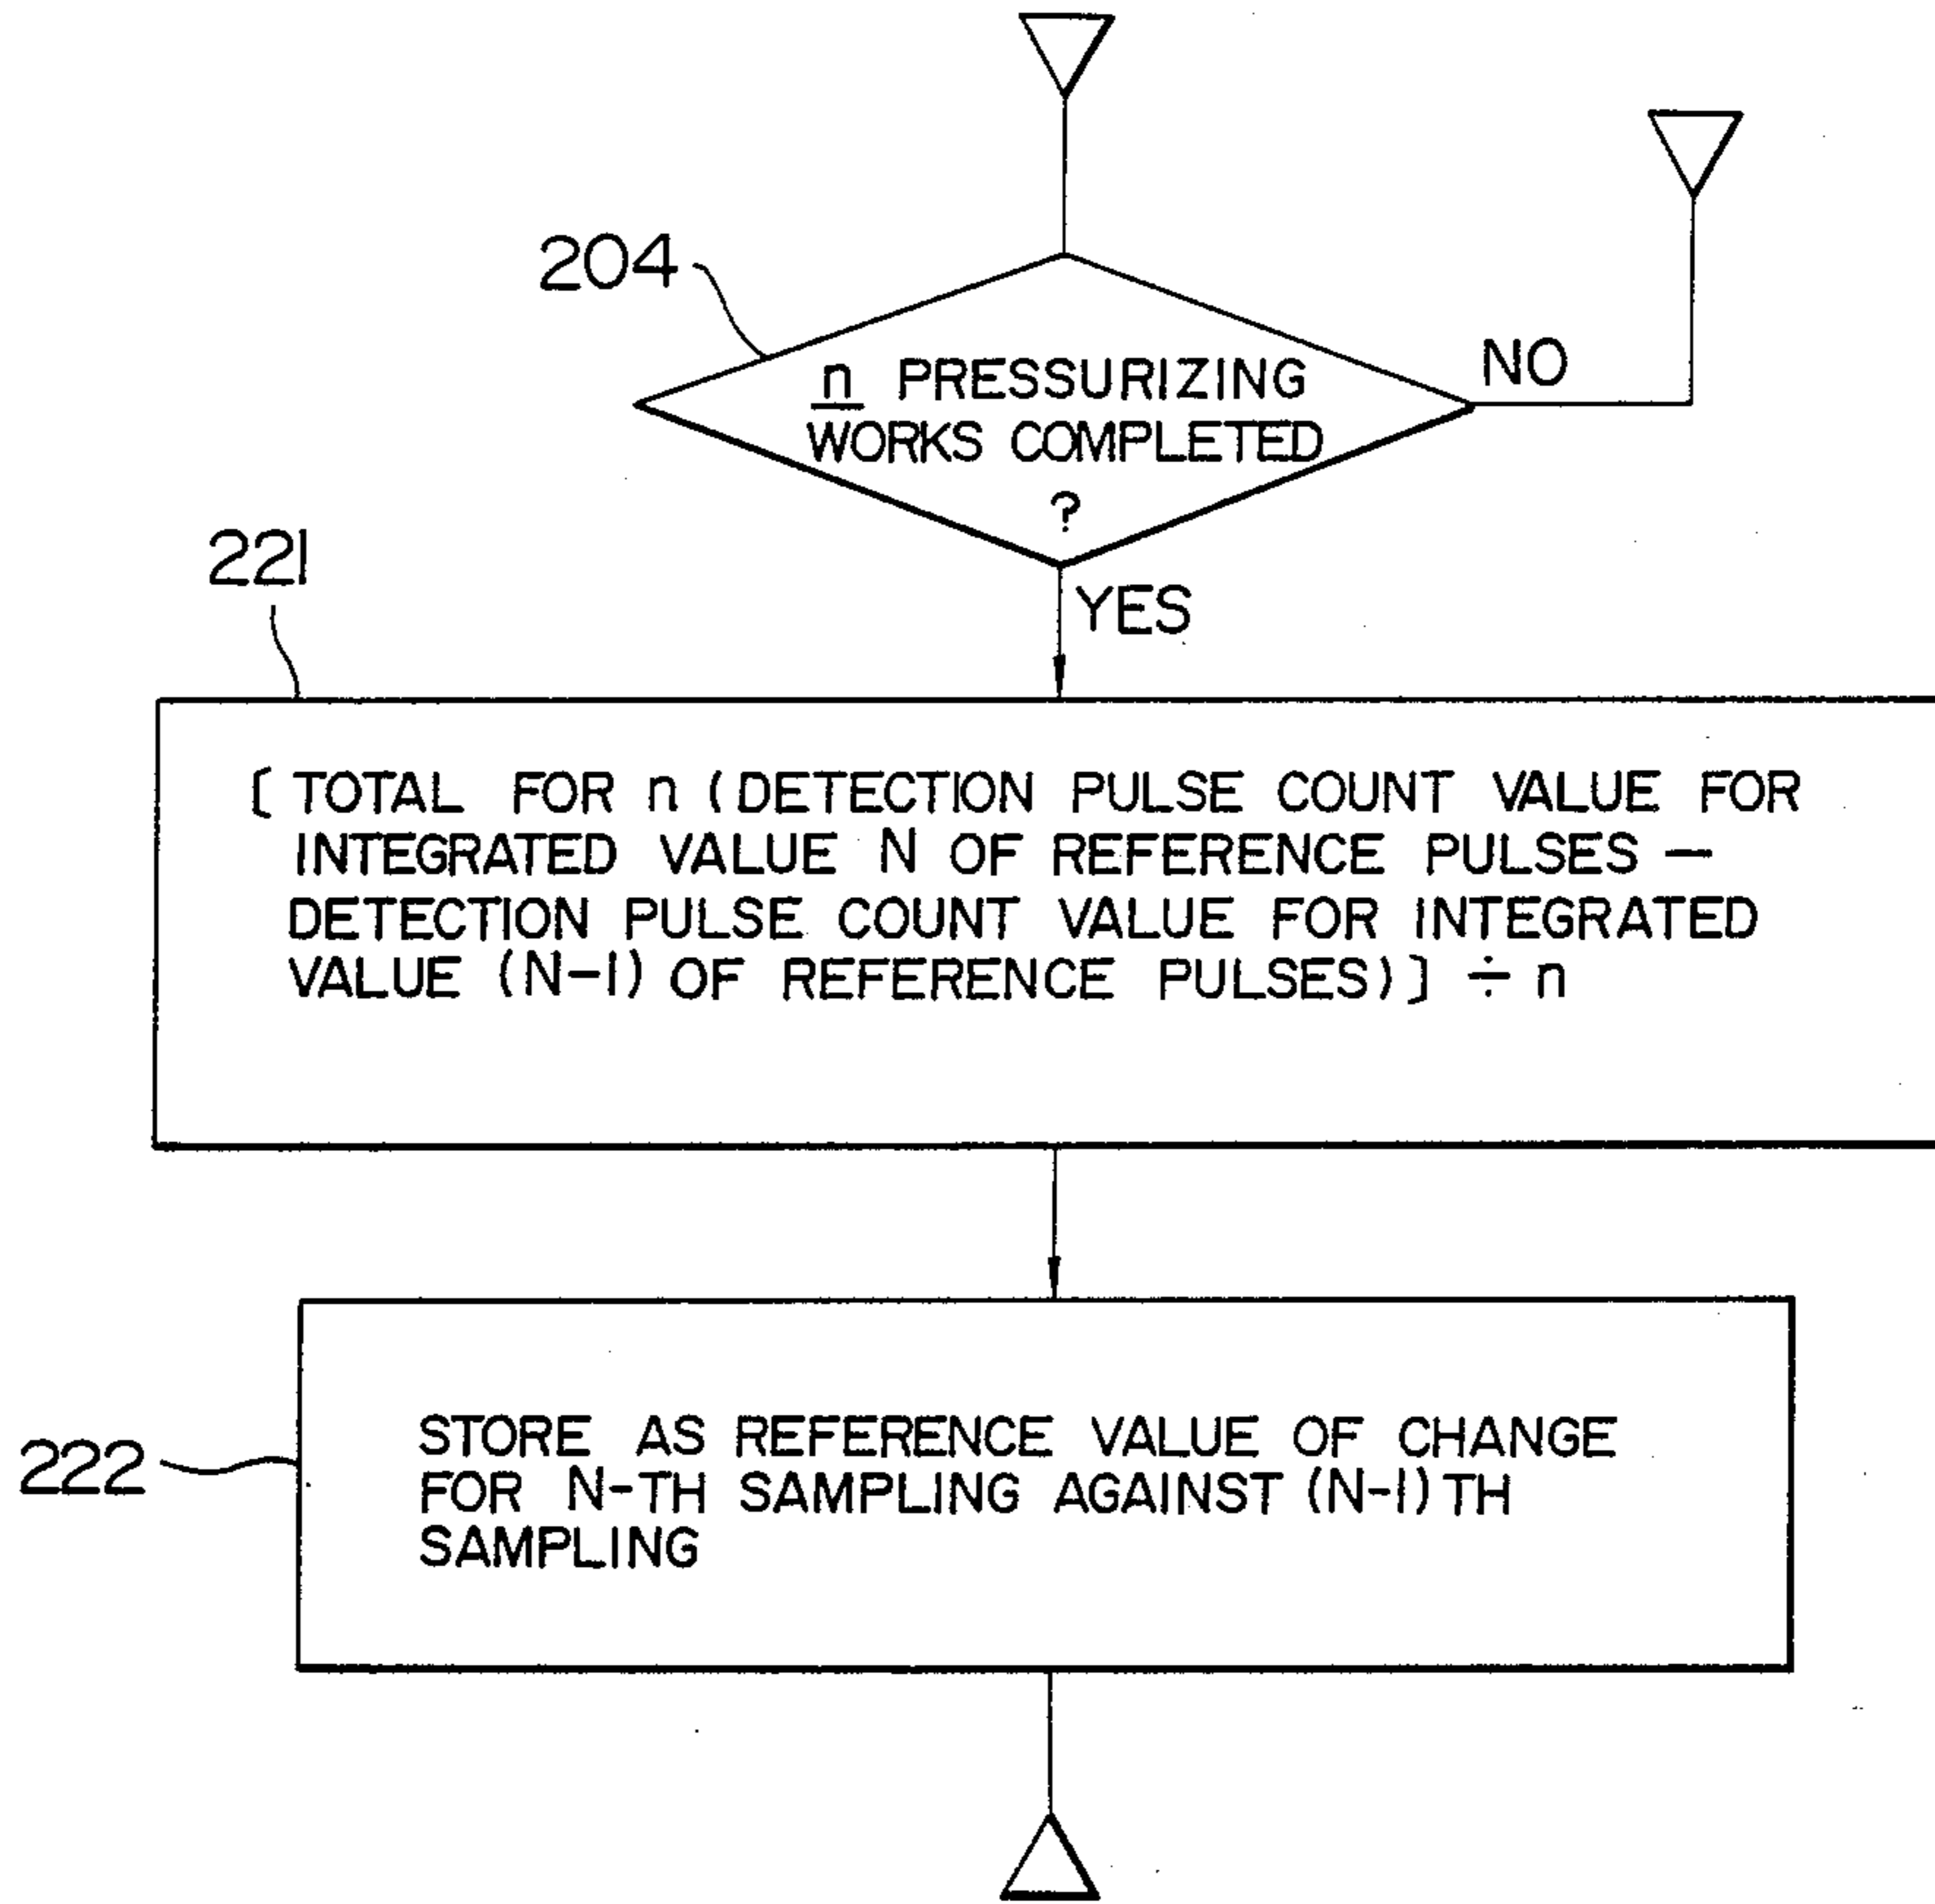 204
n PRESSURIZING
WORKS COMPLETED
?
NO
YES
221
[TOTAL FOR n (DETECTION PULSE COUNT VALUE FOR
INTEGRATED VALUE N OF REFERENCE PULSES —
DETECTION PULSE COUNT VALUE FOR INTEGRATED
VALUE (N-1) OF REFERENCE PULSES)] ÷ n
222
STORE AS REFERENCE VALUE OF CHANGE
FOR N-TH SAMPLING AGAINST (N-1)TH
SAMPLING